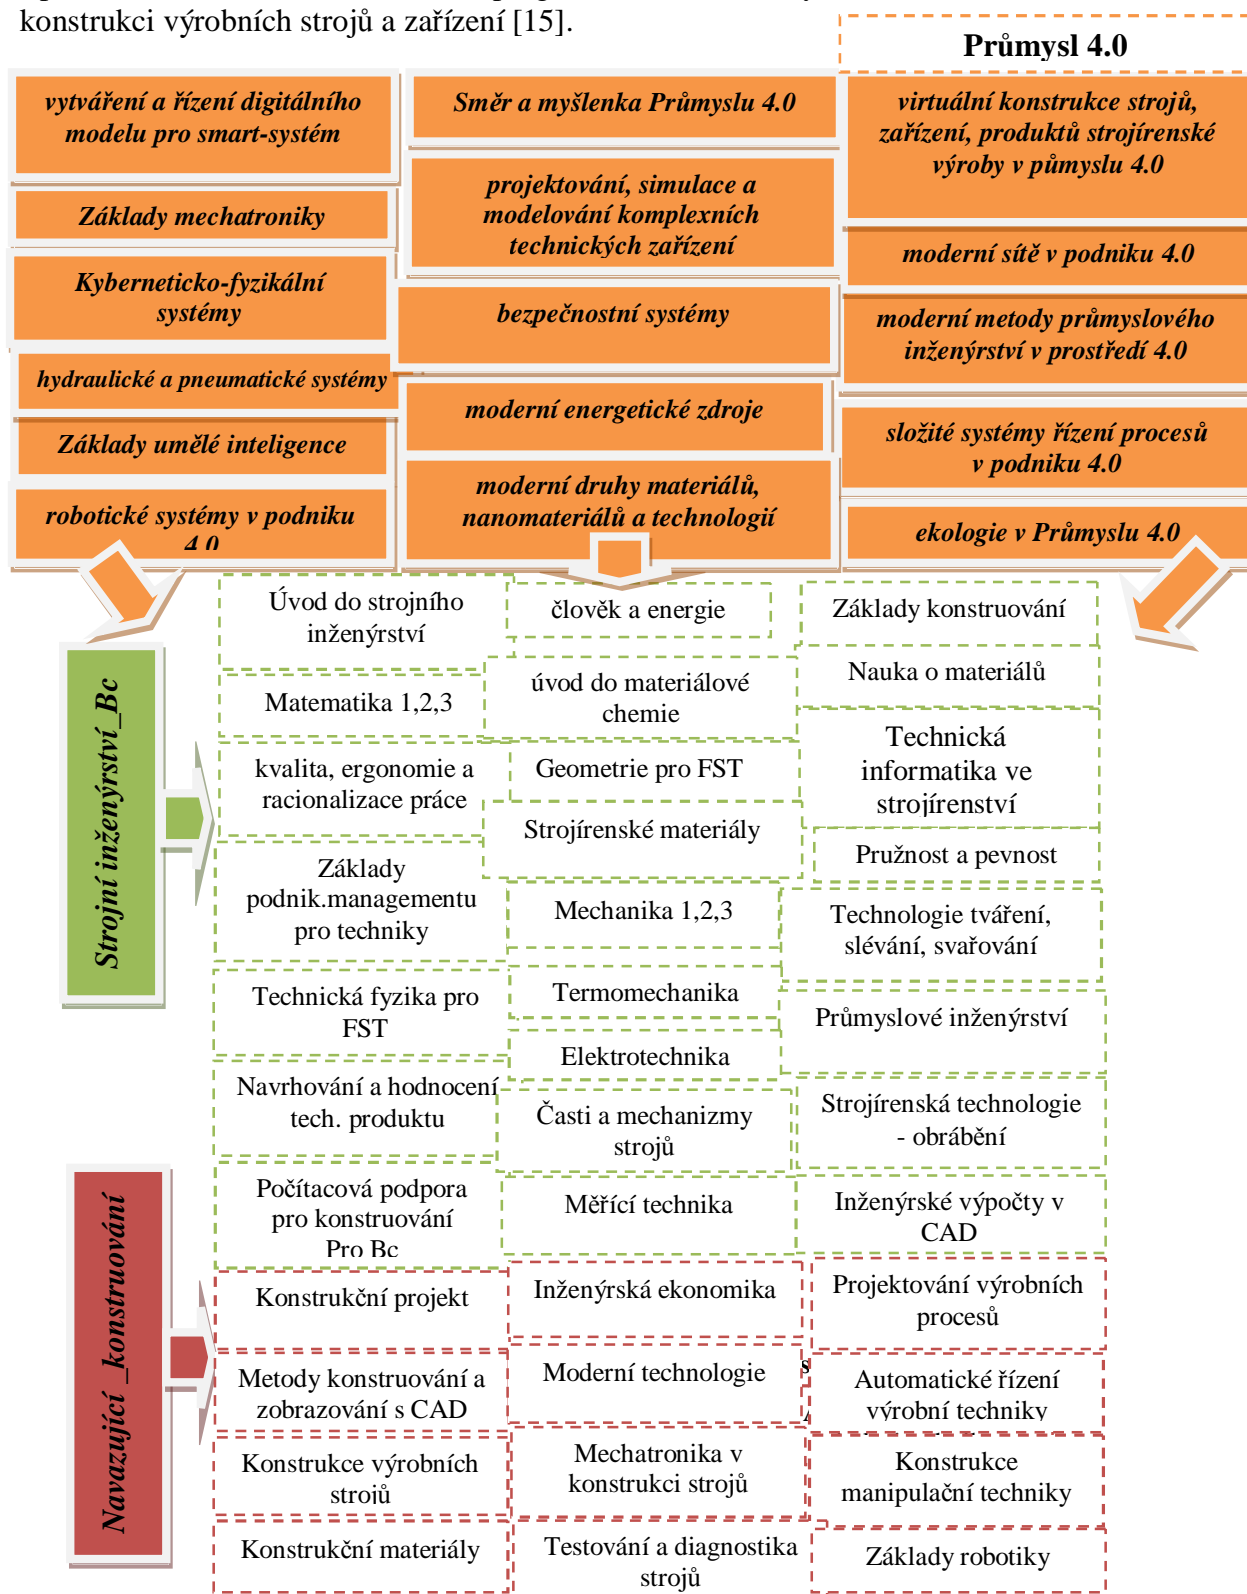 konstrukci výrobních strojů a zařízení [15].
Průmysl 4.0
vytváření a řízení digitálního
modelu pro smart-systém
Základy mechatroniky
Kyberneticko-fyzikální
systémy
hydraulické a pneumatické systémy
Základy umělé inteligence
robotické systémy v podniku
4.0
Směr a myšlenka Průmyslu 4.0
projektování, simulace a
modelování komplexních
technických zařízení
bezpečnostní systémy
moderní energetické zdroje
moderní druhy materiálů,
nanomateriálů a technologií
virtuální konstrukce strojů,
zařízení, produktů strojírenské
výroby v půmyslu 4.0
moderní sítě v podniku 4.0
moderní metody průmyslového
inženýrství v prostředí 4.0
složité systémy řízení procesů
v podniku 4.0
ekologie v Průmyslu 4.0
Strojní inženýrství_Bc
Úvod do strojního
inženýrství
Matematika 1,2,3
kvalita, ergonomie a
racionalizace práce
Základy
podnik.managementu
pro techniky
Technická fyzika pro
FST
Navrhování a hodnocení
tech. produktu
Počítacová podpora
pro konstruování
Pro Bc
člověk a energie
úvod do materiálové
chemie
Geometrie pro FST
Strojírenské materiály
Mechanika 1,2,3
Termomechanika
Elektrotechnika
Časti a mechanizmy
strojů
Měřící technika
Základy konstruování
Nauka o materiálů
Technická
informatika ve
strojírenství
Pružnost a pevnost
Technologie tváření,
slévání, svařování
Průmyslové inženýrství
Strojírenská technologie
- obrábění
Inženýrské výpočty v
CAD
Navazující _konstruování
Konstrukční projekt
Metody konstruování a
zobrazování s CAD
Konstrukce výrobních
strojů
Konstrukční materiály
Inženýrská ekonomika
Moderní technologie
Mechatronika v
konstrukci strojů
Testování a diagnostika
strojů
Projektování výrobních
procesů
Automatické řízení
výrobní techniky
Konstrukce
manipulační techniky
Základy robotiky